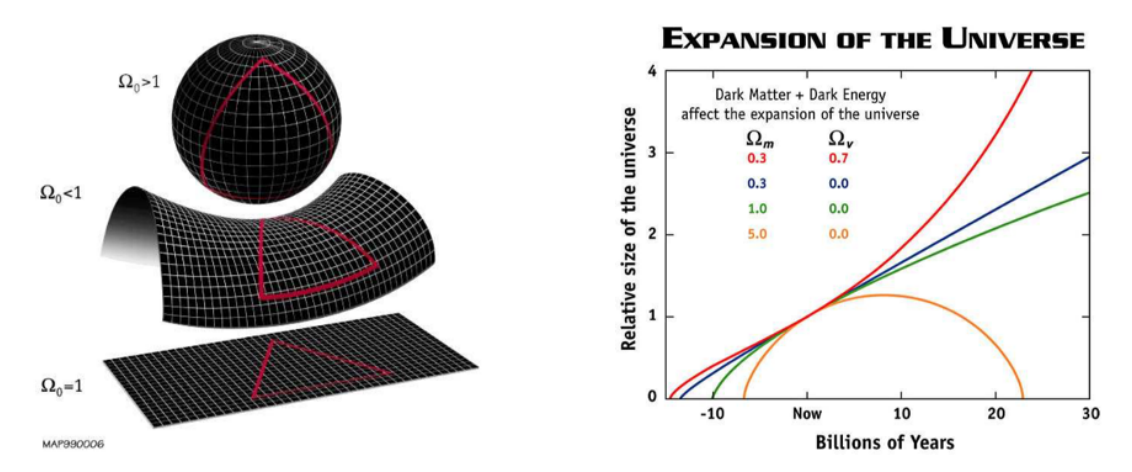 Ω₀>1
Ω₀<1
Ω₀=1
MAP990006
EXPANSION OF THE UNIVERSE
Dark Matter + Dark Energy
affect the expansion of the universe
Ωm Ωv
0.3 0.7
0.3 0.0
1.0 0.0
5.0 0.0
Relative size of the universe
4
3
2
1
0
-10 Now 10 20 30
Billions of Years